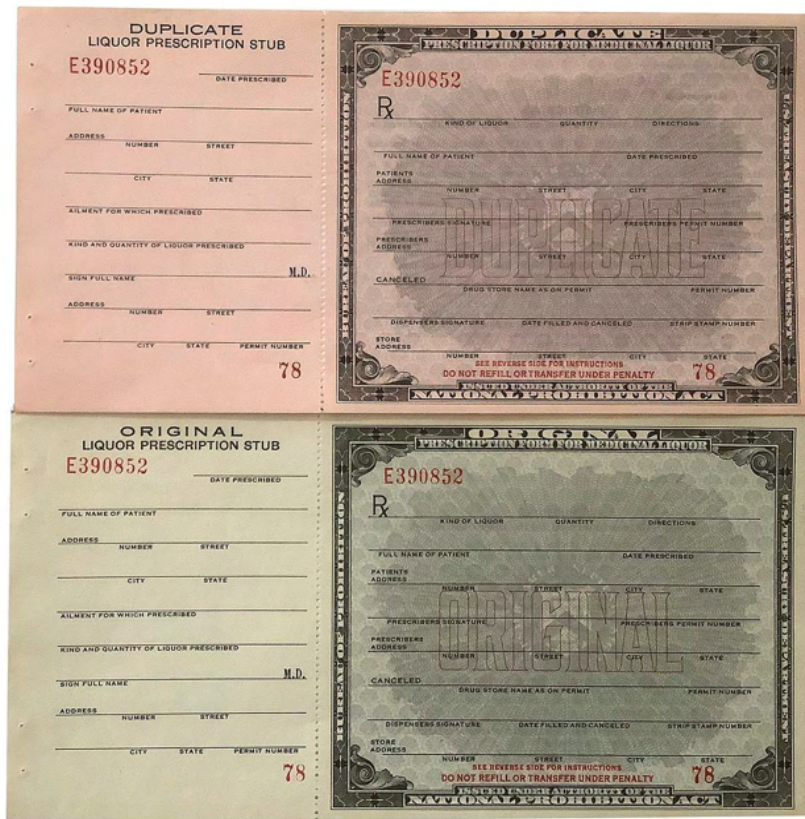 DUPLICATE
LIQUOR PRESCRIPTION STUB
E390852
DATE PRESCRIBED
FULL NAME OF PATIENT
ADDRESS
NUMBER STREET
CITY STATE
AILMENT FOR WHICH PRESCRIBED
KIND AND QUANTITY OF LIQUOR PRESCRIBED
M.D.
SIGN FULL NAME
ADDRESS
NUMBER STREET
CITY STATE PERMIT NUMBER
78
DUPLICATE
PRESCRIPTION FORM FOR MEDICINAL LIQUOR
BUREAU OF PROHIBITION
U.S. TREASURY DEPARTMENT
E390852
Rx
KIND OF LIQUOR QUANTITY DIRECTIONS
FULL NAME OF PATIENT DATE PRESCRIBED
PATIENTS
ADDRESS
NUMBER STREET CITY STATE
DUPLICATE
PRESCRIBERS SIGNATURE PRESCRIBERS PERMIT NUMBER
PRESCRIBERS
ADDRESS
NUMBER STREET CITY STATE
CANCELED
DRUG STORE NAME AS ON PERMIT PERMIT NUMBER
DISPENSERS SIGNATURE DATE FILLED AND CANCELED STRIP STAMP NUMBER
STORE
ADDRESS
NUMBER STREET CITY STATE
SEE REVERSE SIDE FOR INSTRUCTIONS
DO NOT REFILL OR TRANSFER UNDER PENALTY 78
ISSUED UNDER AUTHORITY OF THE
NATIONAL PROHIBITION ACT
ORIGINAL
LIQUOR PRESCRIPTION STUB
E390852
DATE PRESCRIBED
FULL NAME OF PATIENT
ADDRESS
NUMBER STREET
CITY STATE
AILMENT FOR WHICH PRESCRIBED
KIND AND QUANTITY OF LIQUOR PRESCRIBED
M.D.
SIGN FULL NAME
ADDRESS
NUMBER STREET
CITY STATE PERMIT NUMBER
78
ORIGINAL
PRESCRIPTION FORM FOR MEDICINAL LIQUOR
BUREAU OF PROHIBITION
U.S. TREASURY DEPARTMENT
E390852
Rx
KIND OF LIQUOR QUANTITY DIRECTIONS
FULL NAME OF PATIENT DATE PRESCRIBED
PATIENTS
ADDRESS
NUMBER STREET CITY STATE
ORIGINAL
PRESCRIBERS SIGNATURE PRESCRIBERS PERMIT NUMBER
PRESCRIBERS
ADDRESS
NUMBER STREET CITY STATE
CANCELED
DRUG STORE NAME AS ON PERMIT PERMIT NUMBER
DISPENSERS SIGNATURE DATE FILLED AND CANCELED STRIP STAMP NUMBER
STORE
ADDRESS
NUMBER STREET CITY STATE
SEE REVERSE SIDE FOR INSTRUCTIONS
DO NOT REFILL OR TRANSFER UNDER PENALTY 78
ISSUED UNDER AUTHORITY OF THE
NATIONAL PROHIBITION ACT